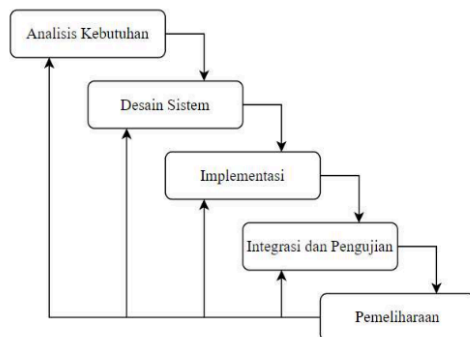 Analisis Kebutuhan
Desain Sistem
Implementasi
Integrasi dan Pengujian
Pemeliharaan